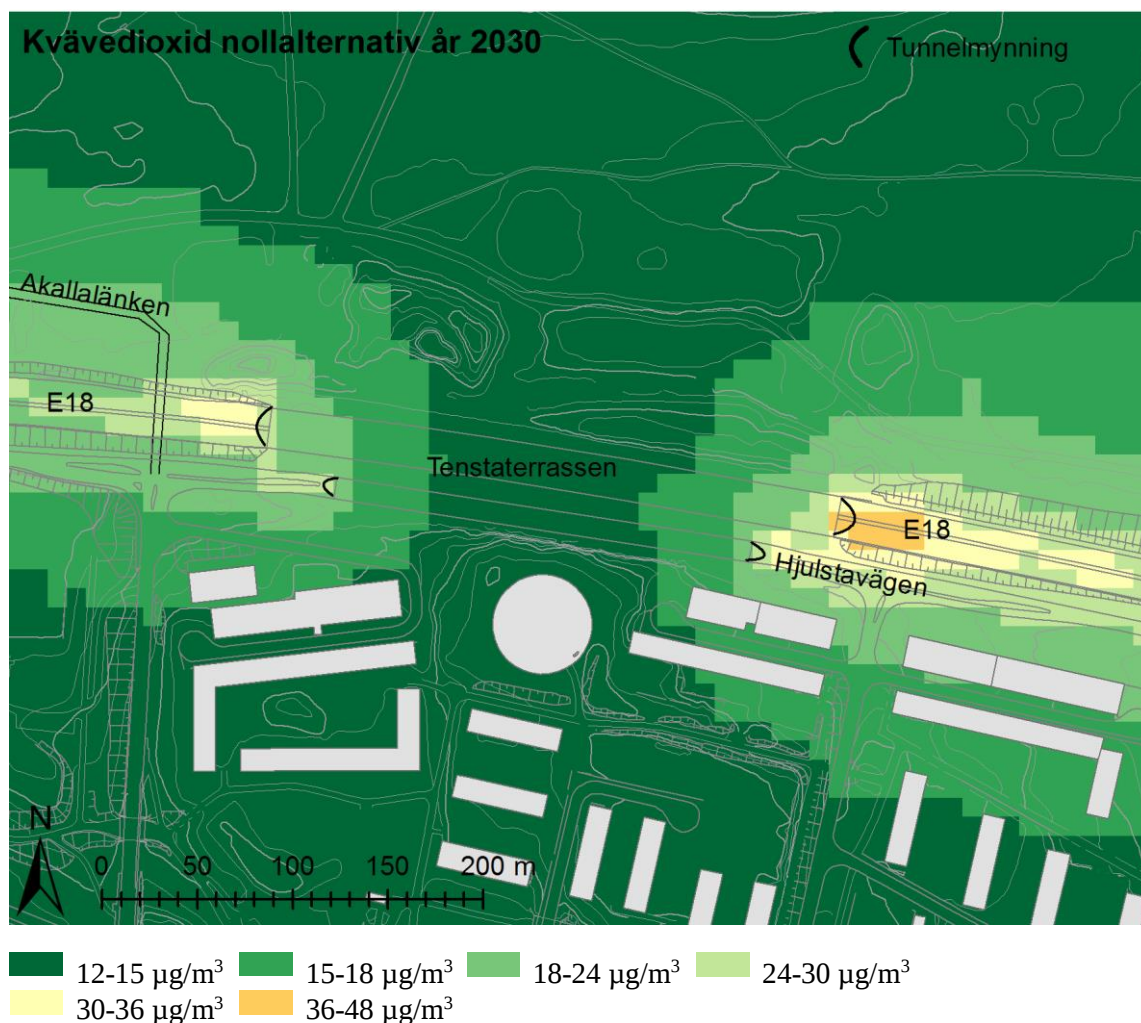 Kvävedioxid nollalternativ år 2030
Tunnelmynning
Akallalänken
E18
Tenstaterrassen
E18
Hjulstavägen
N
0 50 100 150 200 m
12-15 µg/m³ 15-18 µg/m³ 18-24 µg/m³ 24-30 µg/m³
30-36 µg/m³ 36-48 µg/m³